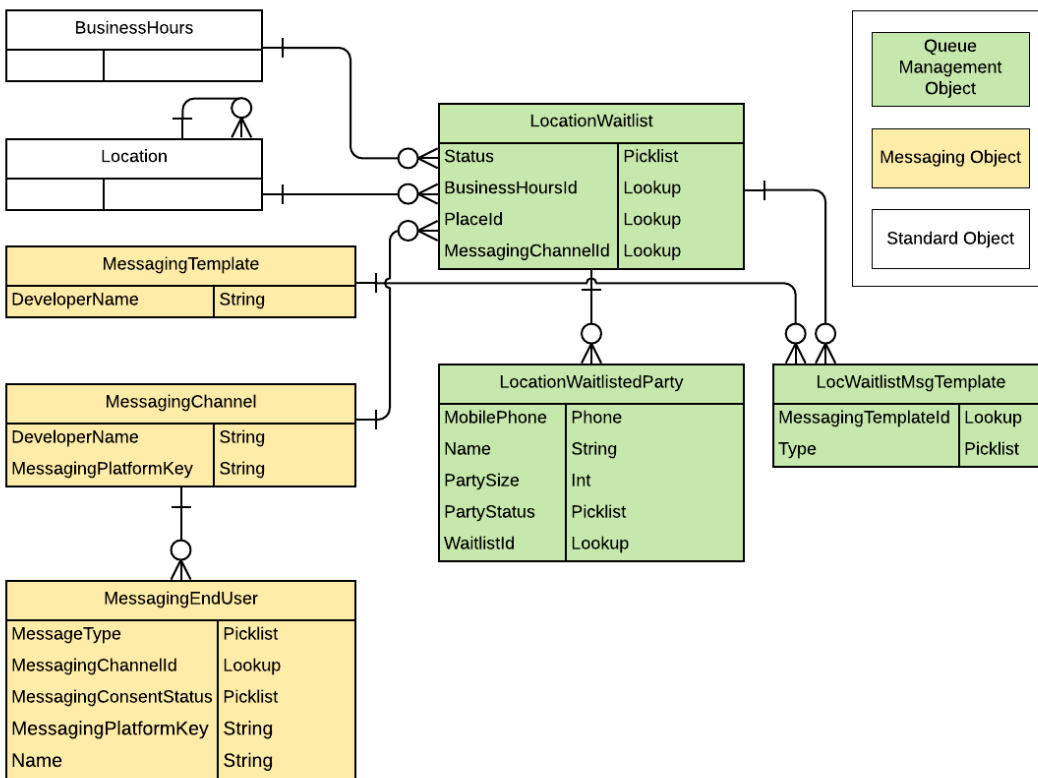 BusinessHours
Location
MessagingTemplate
DeveloperName String
MessagingChannel
DeveloperName String
MessagingPlatformKey String
MessagingEndUser
MessageType Picklist
MessagingChannelId Lookup
MessagingConsentStatus Picklist
MessagingPlatformKey String
Name String
LocationWaitlist
Status Picklist
BusinessHoursId Lookup
PlaceId Lookup
MessagingChannelId Lookup
LocationWaitlistedParty
MobilePhone Phone
Name String
PartySize Int
PartyStatus Picklist
WaitlistId Lookup
LocWaitlistMsgTemplate
MessagingTemplateId Lookup
Type Picklist
Queue
Management
Object
Messaging Object
Standard Object